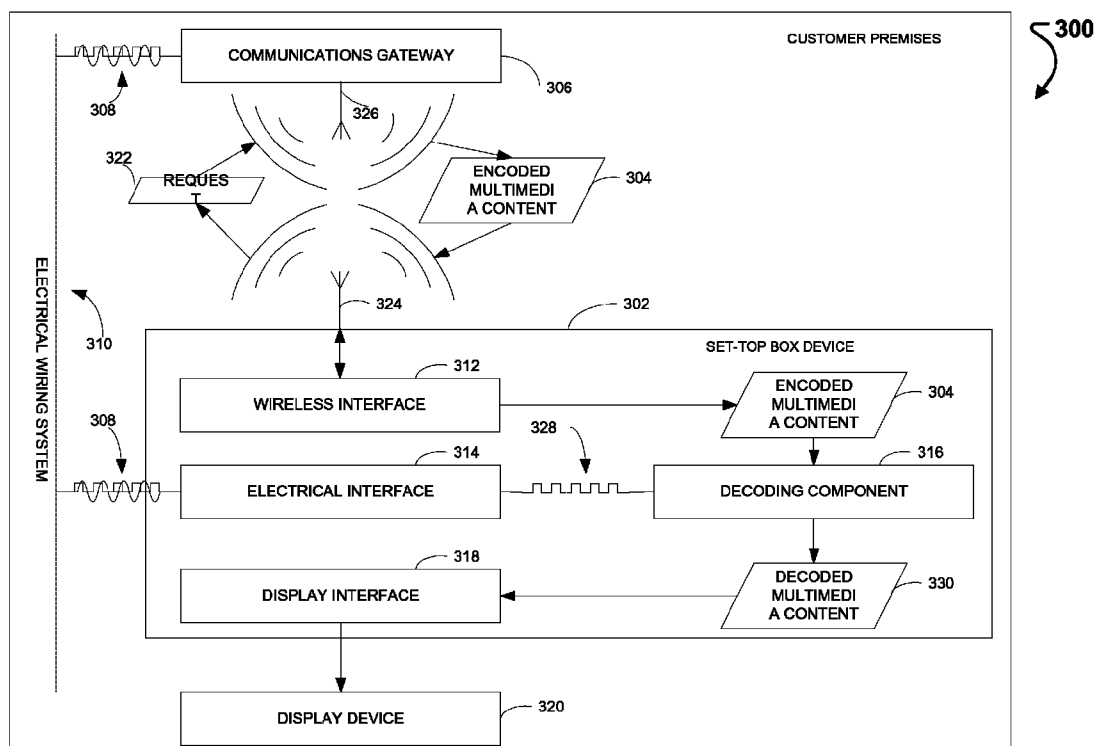 300
CUSTOMER PREMISES
COMMUNICATIONS GATEWAY
306
308
326
322
REQUES
T
ENCODED
MULTIMEDI
A CONTENT
304
ELECTRICAL WIRING SYSTEM
310
324
302
SET-TOP BOX DEVICE
312
WIRELESS INTERFACE
ENCODED
MULTIMEDI
A CONTENT
304
308
314
ELECTRICAL INTERFACE
328
316
DECODING COMPONENT
318
DISPLAY INTERFACE
DECODED
MULTIMEDI
A CONTENT
330
DISPLAY DEVICE
320